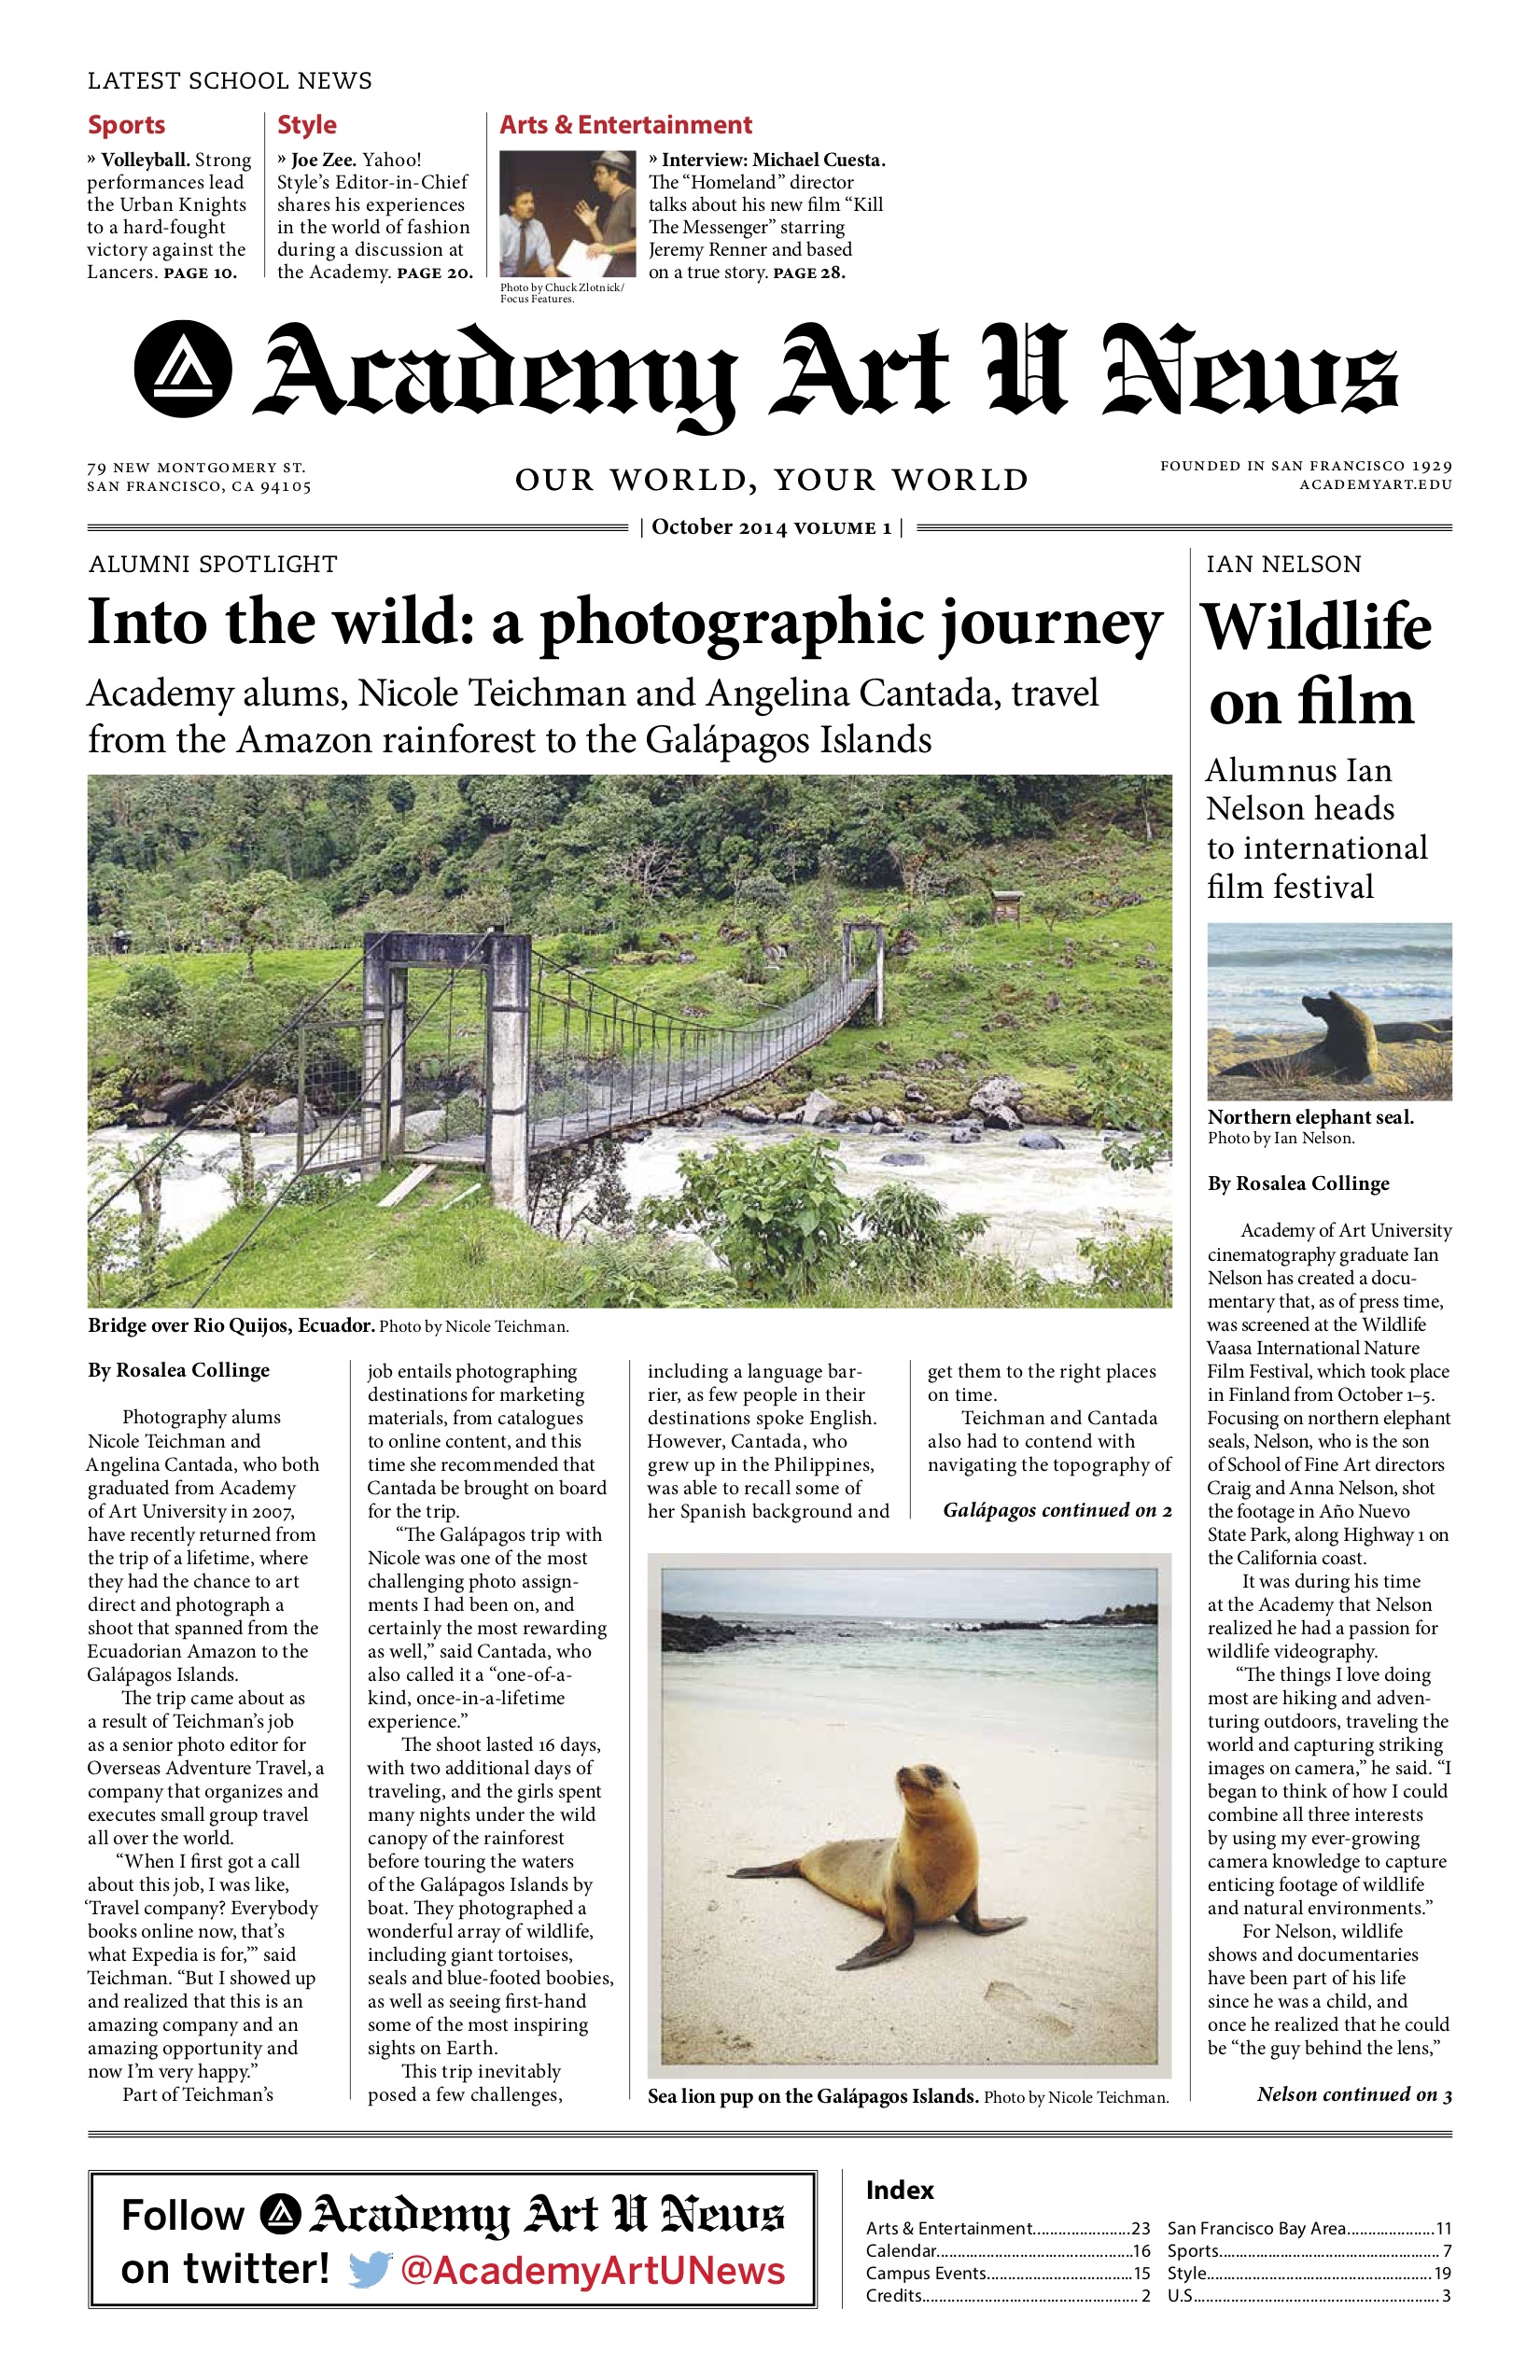 LATEST SCHOOL NEWS
Sports
» Volleyball. Strong
performances lead
the Urban Knights
to a hard-fought
victory against the
Lancers. PAGE 10.
Style
» Joe Zee. Yahoo!
Style’s Editor-in-Chief
shares his experiences
in the world of fashion
during a discussion at
the Academy. PAGE 20.
Arts & Entertainment
Photo by Chuck Zlotnick/
Focus Features.
» Interview: Michael Cuesta.
The “Homeland” director
talks about his new film “Kill
The Messenger” starring
Jeremy Renner and based
on a true story. PAGE 28.
Academy Art U News
79 NEW MONTGOMERY ST.
SAN FRANCISCO, CA 94105
OUR WORLD, YOUR WORLD
FOUNDED IN SAN FRANCISCO 1929
ACADEMYART.EDU
| October 2014 VOLUME 1 |
ALUMNI SPOTLIGHT
Into the wild: a photographic journey
Academy alums, Nicole Teichman and Angelina Cantada, travel
from the Amazon rainforest to the Galápagos Islands
Bridge over Rio Quijos, Ecuador. Photo by Nicole Teichman.
By Rosalea Collinge
Photography alums
Nicole Teichman and
Angelina Cantada, who both
graduated from Academy
of Art University in 2007,
have recently returned from
the trip of a lifetime, where
they had the chance to art
direct and photograph a
shoot that spanned from the
Ecuadorian Amazon to the
Galápagos Islands.
The trip came about as
a result of Teichman’s job
as a senior photo editor for
Overseas Adventure Travel, a
company that organizes and
executes small group travel
all over the world.
“When I first got a call
about this job, I was like,
‘Travel company? Everybody
books online now, that’s
what Expedia is for,’” said
Teichman. “But I showed up
and realized that this is an
amazing company and an
amazing opportunity and
now I’m very happy.”
Part of Teichman’s
job entails photographing
destinations for marketing
materials, from catalogues
to online content, and this
time she recommended that
Cantada be brought on board
for the trip.
“The Galápagos trip with
Nicole was one of the most
challenging photo assign-
ments I had been on, and
certainly the most rewarding
as well,” said Cantada, who
also called it a “one-of-a-
kind, once-in-a-lifetime
experience.”
The shoot lasted 16 days,
with two additional days of
traveling, and the girls spent
many nights under the wild
canopy of the rainforest
before touring the waters
of the Galápagos Islands by
boat. They photographed a
wonderful array of wildlife,
including giant tortoises,
seals and blue-footed boobies,
as well as seeing first-hand
some of the most inspiring
sights on Earth.
This trip inevitably
posed a few challenges,
including a language bar-
rier, as few people in their
destinations spoke English.
However, Cantada, who
grew up in the Philippines,
was able to recall some of
her Spanish background and
get them to the right places
on time.
Teichman and Cantada
also had to contend with
navigating the topography of
Galápagos continued on 2
Sea lion pup on the Galápagos Islands. Photo by Nicole Teichman.
IAN NELSON
Wildlife
on film
Alumnus Ian
Nelson heads
to international
film festival
Northern elephant seal.
Photo by Ian Nelson.
By Rosalea Collinge
Academy of Art University
cinematography graduate Ian
Nelson has created a docu-
mentary that, as of press time,
was screened at the Wildlife
Vaasa International Nature
Film Festival, which took place
in Finland from October 1–5.
Focusing on northern elephant
seals, Nelson, who is the son
of School of Fine Art directors
Craig and Anna Nelson, shot
the footage in Año Nuevo
State Park, along Highway 1 on
the California coast.
It was during his time
at the Academy that Nelson
realized he had a passion for
wildlife videography.
“The things I love doing
most are hiking and adven-
turing outdoors, traveling the
world and capturing striking
images on camera,” he said. “I
began to think of how I could
combine all three interests
by using my ever-growing
camera knowledge to capture
enticing footage of wildlife
and natural environments.”
For Nelson, wildlife
shows and documentaries
have been part of his life
since he was a child, and
once he realized that he could
be “the guy behind the lens,”
Nelson continued on 3
Follow Academy Art U News
on twitter! @AcademyArtUNews
Index
Arts & Entertainment.......................23
Calendar...............................................16
Campus Events...................................15
Credits.................................................... 2
San Francisco Bay Area.....................11
Sports..................................................... 7
Style......................................................19
U.S........................................................... 3